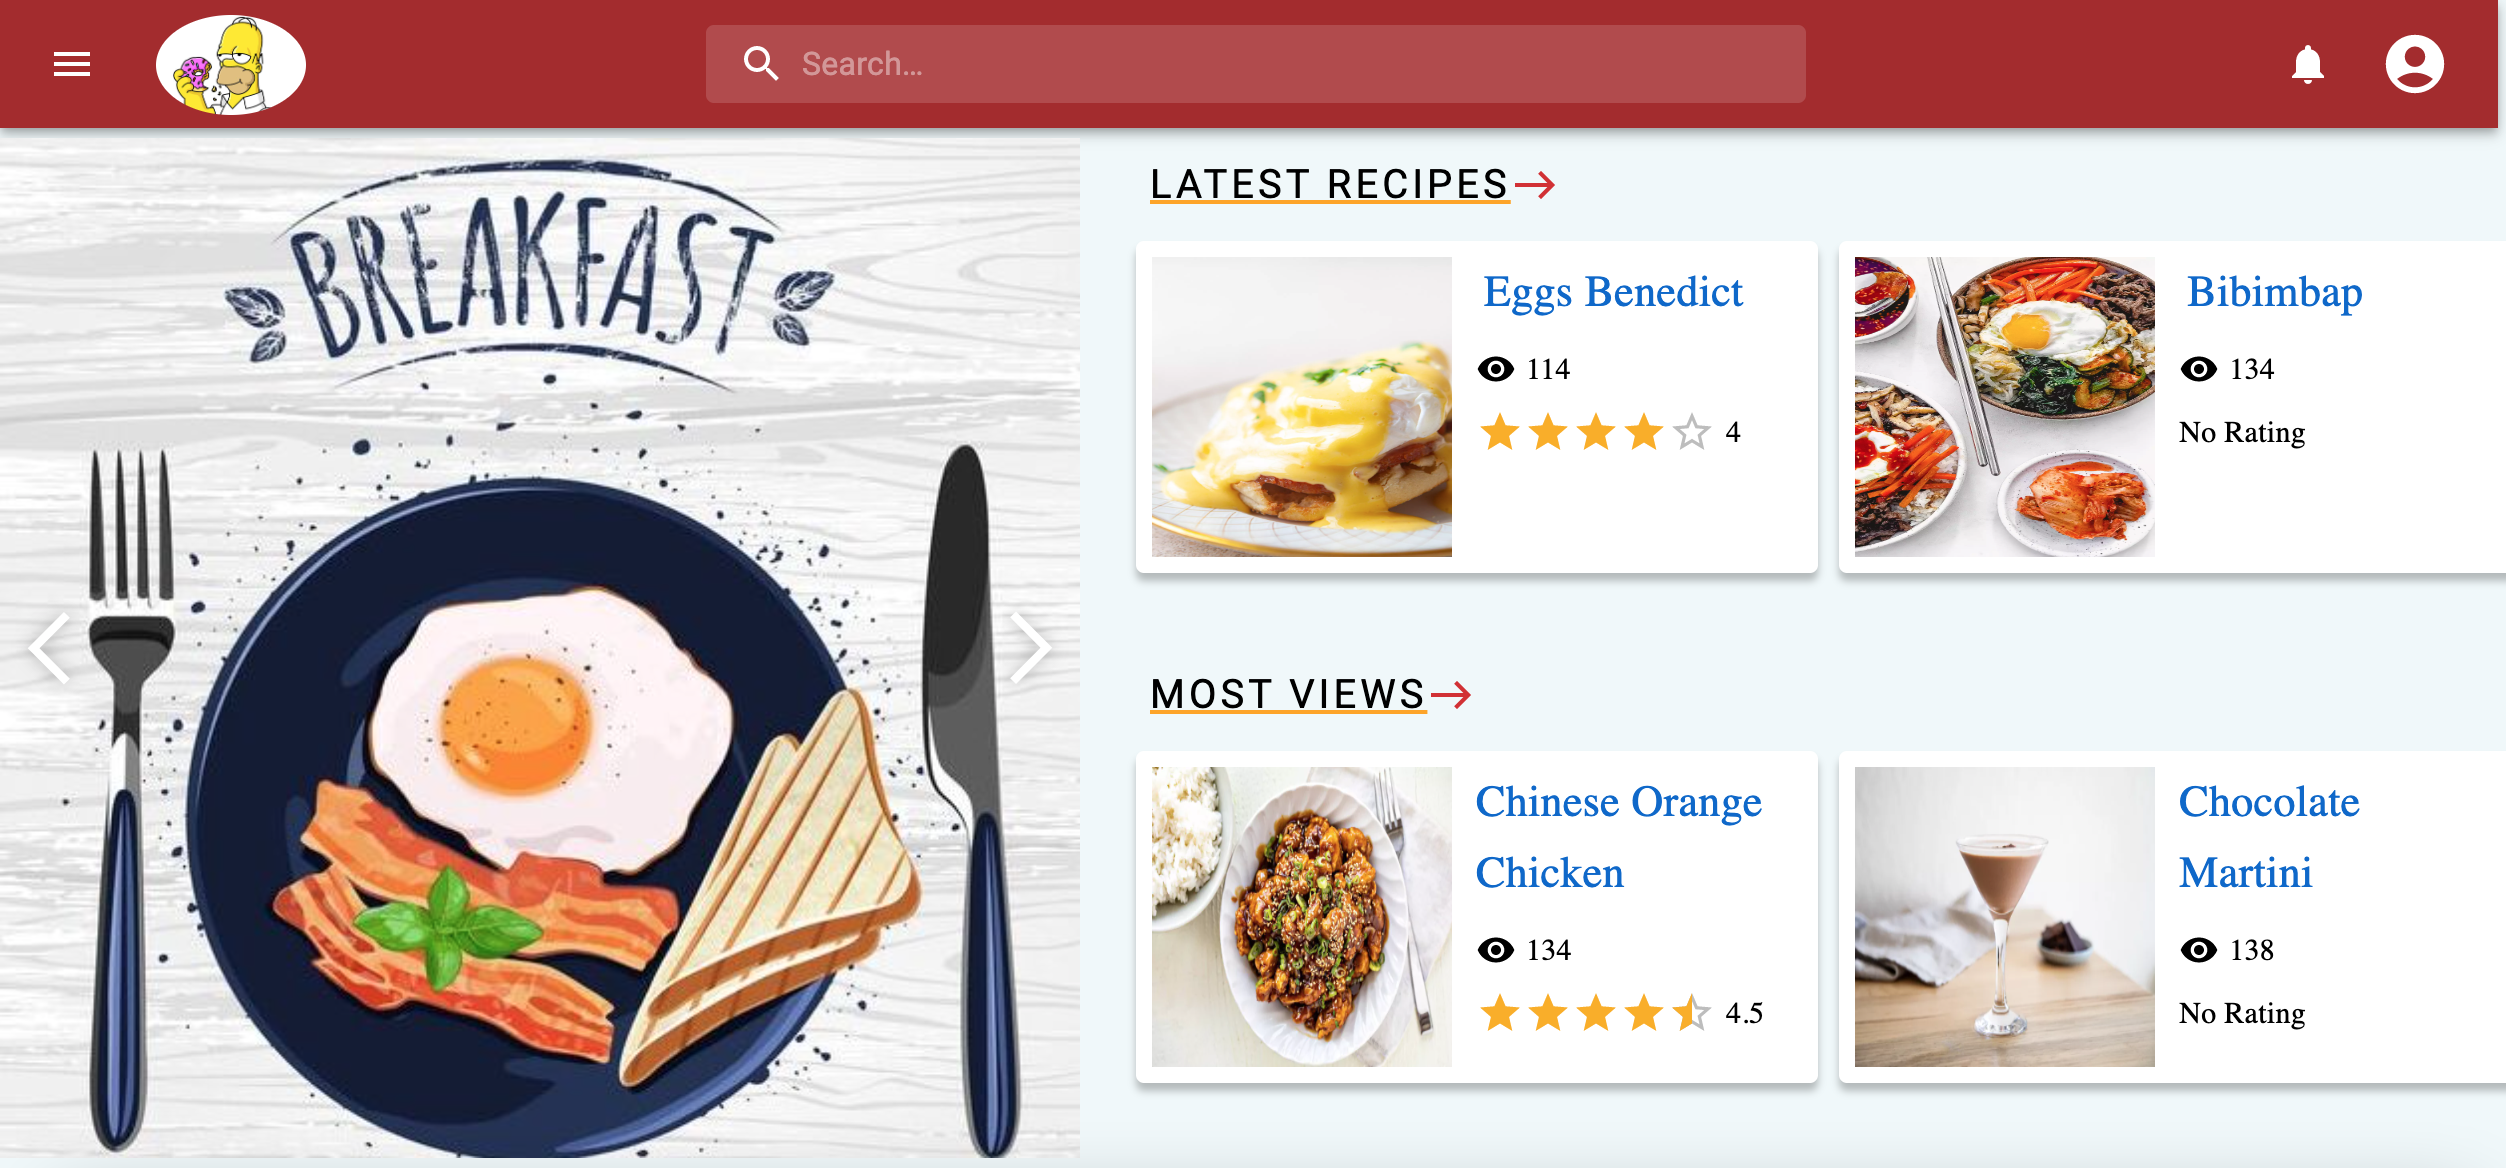 Search...
BREAKFAST
LATEST RECIPES
Eggs Benedict
114
4
Bibimbap
134
No Rating
MOST VIEWS
Chinese Orange
Chicken
134
4.5
Chocolate
Martini
138
No Rating